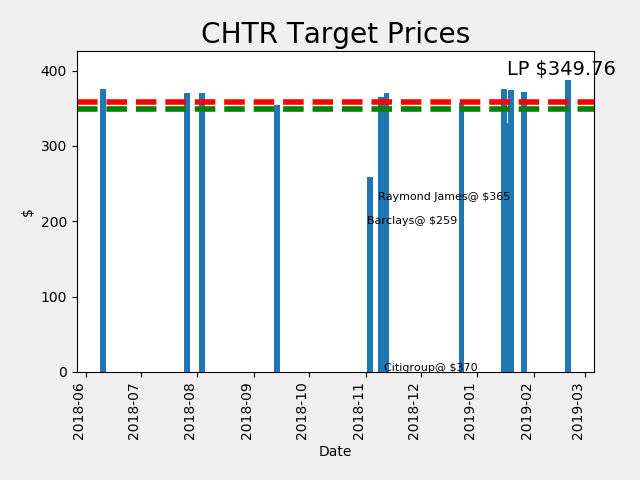 CHTR Target Prices
LP $349.76
400
300
200
100
0
$
Raymond James@ $365
Barclays@ $259
Citigroup@ $370
2018-06
2018-07
2018-08
2018-09
2018-10
2018-11
2018-12
2019-01
2019-02
2019-03
Date